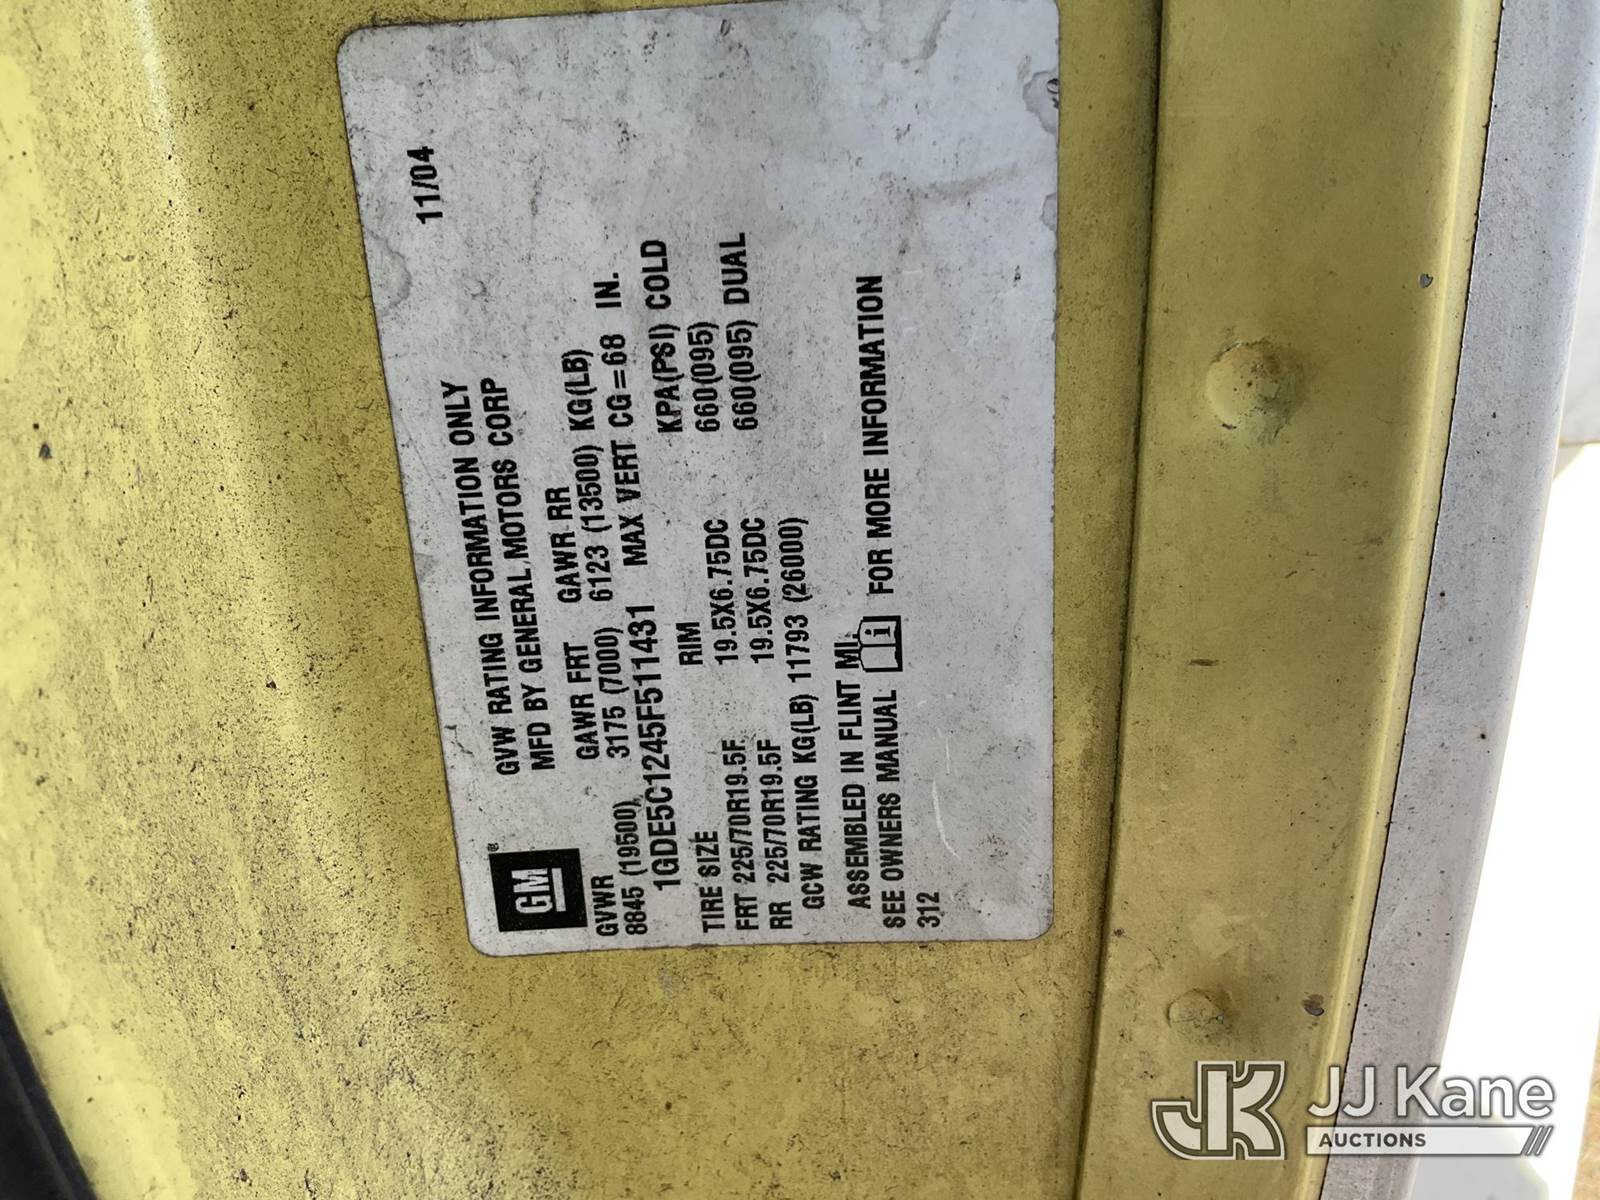 11/04
GVW RATING INFORMATION ONLY
MFD BY GENERAL MOTORS CORP
GM®
GVWR GAWR FRT GAWR RR
8845 (19500) 3175 (7000) 6123 (13500) KG(LB)
1GDE5C1245F511431 MAX VERT CG=68 IN.
TIRE SIZE RIM KPA(PSI) COLD
FRT 225/70R19.5F 19.5X6.75DC 660(095)
RR 225/70R19.5F 19.5X6.75DC 660(095) DUAL
GCW RATING KG(LB) 11793 (26000)
ASSEMBLED IN FLINT MI.
SEE OWNERS MANUAL i FOR MORE INFORMATION
312
JK JJ Kane
AUCTIONS